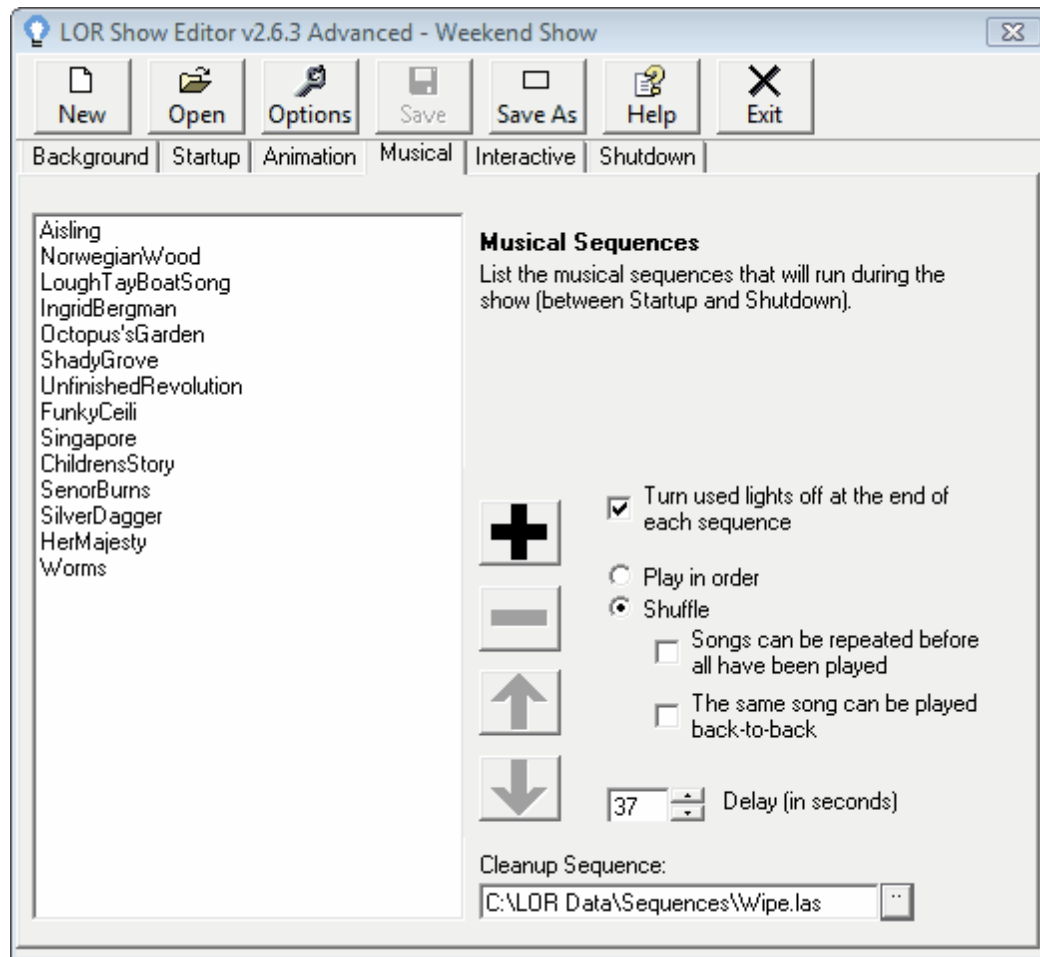 LOR Show Editor v2.6.3 Advanced - Weekend Show
New Open Options Save Save As Help Exit
Background Startup Animation Musical Interactive Shutdown
Aisling
NorwegianWood
LoughTayBoatSong
IngridBergman
Octopus'sGarden
ShadyGrove
UnfinishedRevolution
FunkyCeili
Singapore
ChildrensStory
SenorBurns
SilverDagger
HerMajesty
Worms
Musical Sequences
List the musical sequences that will run during the
show (between Startup and Shutdown).
Turn used lights off at the end of
each sequence
Play in order
Shuffle
Songs can be repeated before
all have been played
The same song can be played
back-to-back
37 Delay (in seconds)
Cleanup Sequence:
C:\LOR Data\Sequences\Wipe.las ..